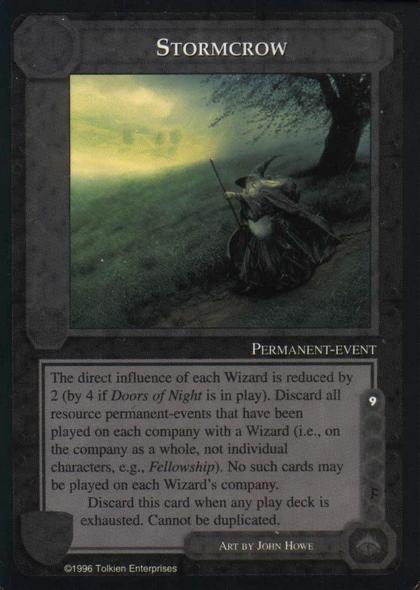 STORMCROW
PERMANENT-EVENT
The direct influence of each Wizard is reduced by
2 (by 4 if Doors of Night is in play). Discard all
resource permanent-events that have been
played on each company with a Wizard (i.e., on
the company as a whole, not individual
characters, e.g., Fellowship). No such cards may
be played on each Wizard's company.
Discard this card when any play deck is
exhausted. Cannot be duplicated.
9
F
ART BY JOHN HOWE
©1996 Tolkien Enterprises